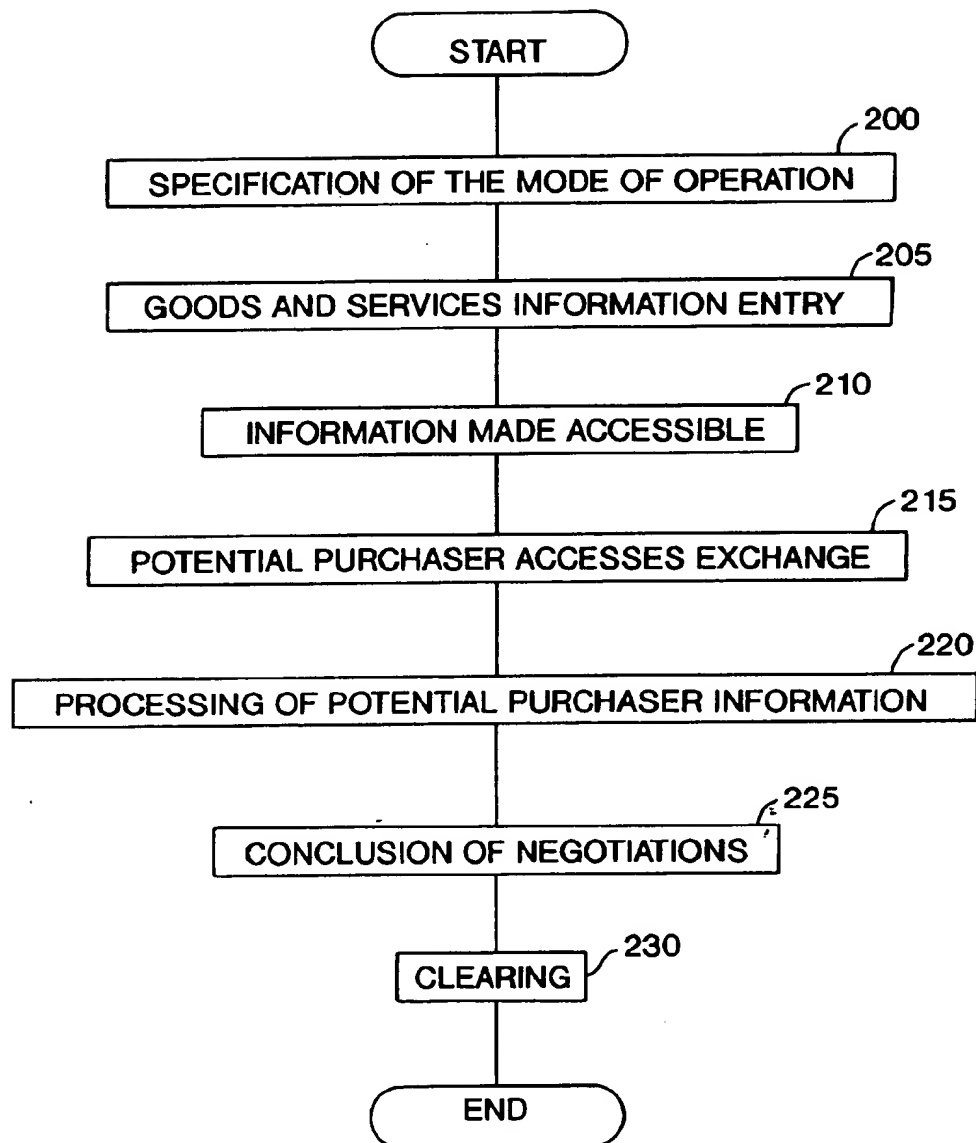 START
200
SPECIFICATION OF THE MODE OF OPERATION
205
GOODS AND SERVICES INFORMATION ENTRY
210
INFORMATION MADE ACCESSIBLE
215
POTENTIAL PURCHASER ACCESSES EXCHANGE
220
PROCESSING OF POTENTIAL PURCHASER INFORMATION
225
CONCLUSION OF NEGOTIATIONS
230
CLEARING
END